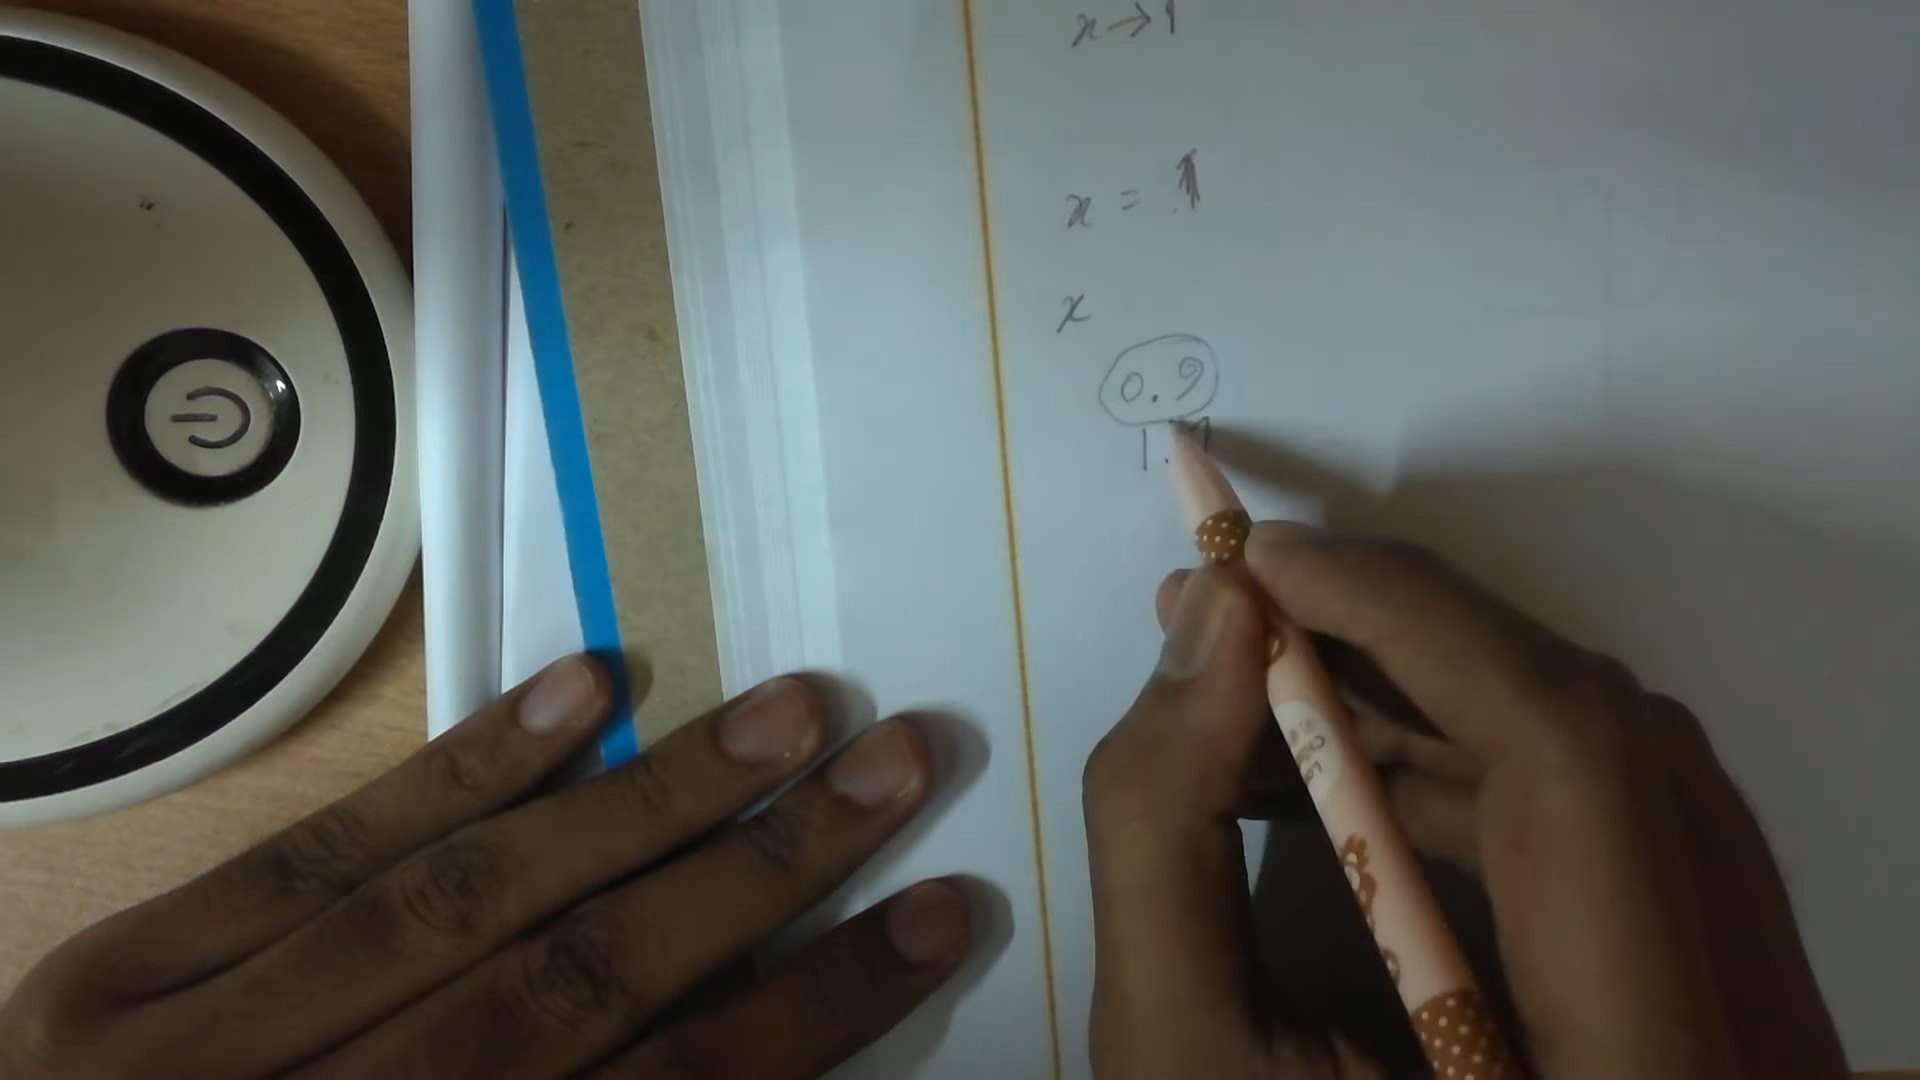 x → 1
x = 1
x
0.9